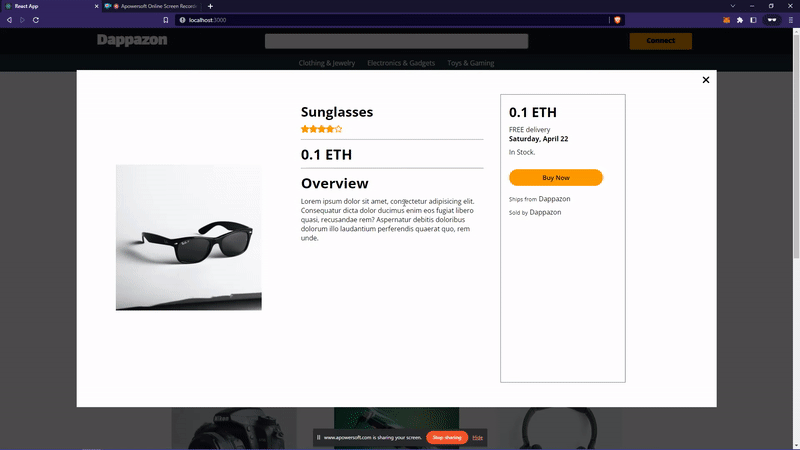 React App
Apowersoft Online Screen Recorder
localhost:3000
Dappazon
Connect
Clothing & Jewelry Electronics & Gadgets Toys & Gaming
Sunglasses
0.1 ETH
Overview
Lorem ipsum dolor sit amet, consectetur adipisicing elit.
Consequatur dicta dolor ducimus enim eos fugiat libero
quasi, recusandae rem? Aspernatur debitis doloribus
dolorum illo laudantium perferendis quaerat quo, rem
unde.
0.1 ETH
FREE delivery
Saturday, April 22
In Stock.
Buy Now
Ships from Dappazon
Sold by Dappazon
www.apowersoft.com is sharing your screen.
Stop sharing
Hide